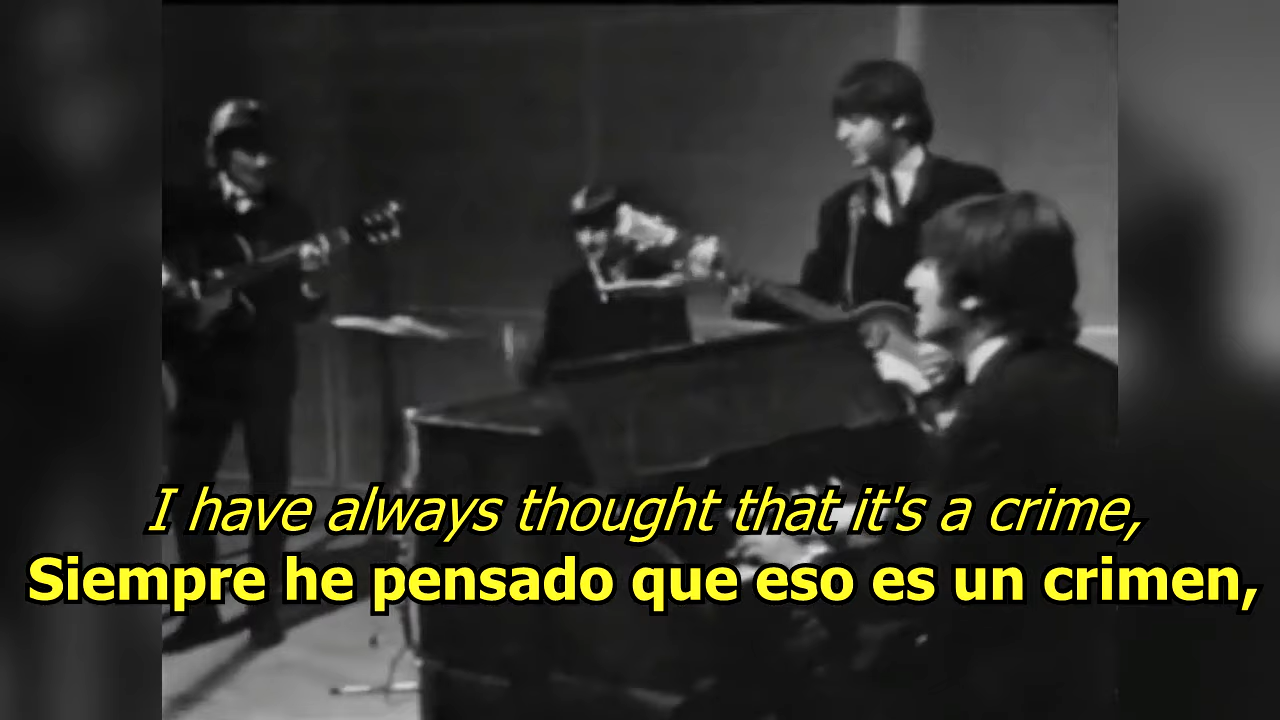 I have always thought that it's a crime,
Siempre he pensado que eso es un crimen,